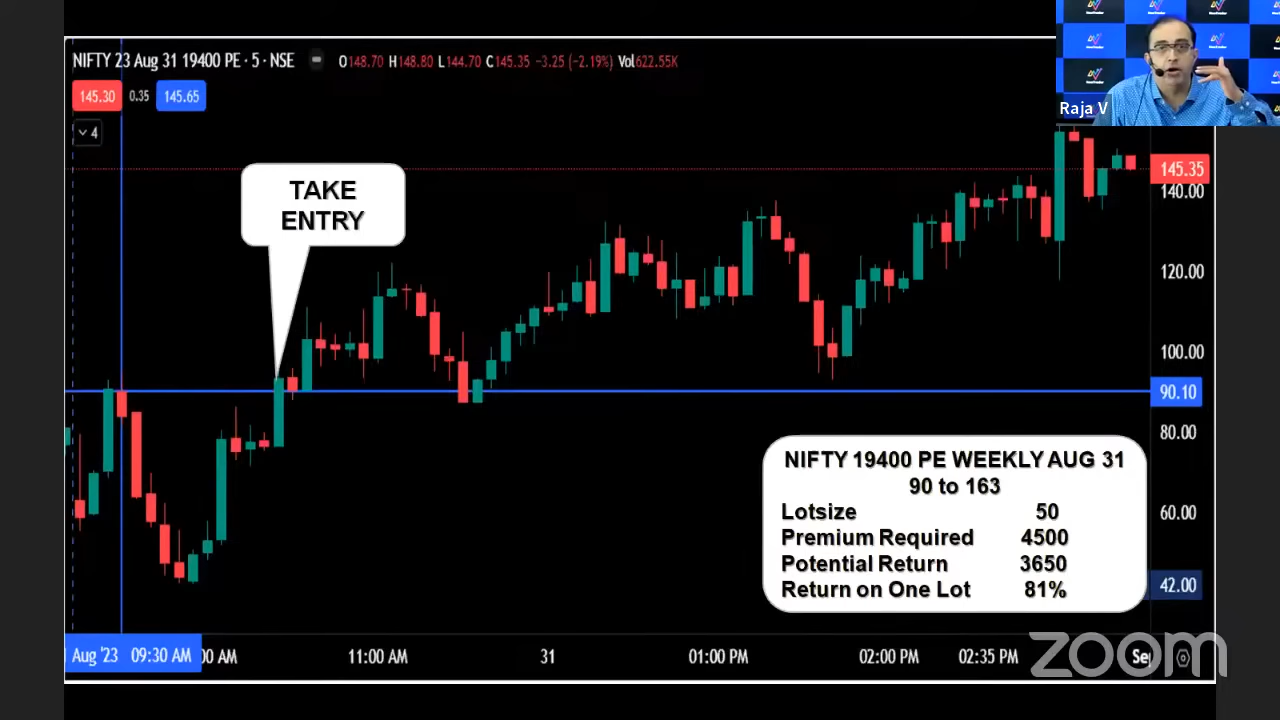 NIFTY 23 Aug 31 19400 PE · 5 · NSE O148.70 H148.80 L144.70 C145.35 -3.25 (-2.19%) Vol622.55K
145.30 0.35 145.65
4
Raja V
TAKE
ENTRY
145.35
140.00
120.00
100.00
90.10
80.00
60.00
42.00
NIFTY 19400 PE WEEKLY AUG 31
90 to 163
Lotsize 50
Premium Required 4500
Potential Return 3650
Return on One Lot 81%
Aug '23 09:30 AM 11:00 AM 31 01:00 PM 02:00 PM 02:35 PM
zoom